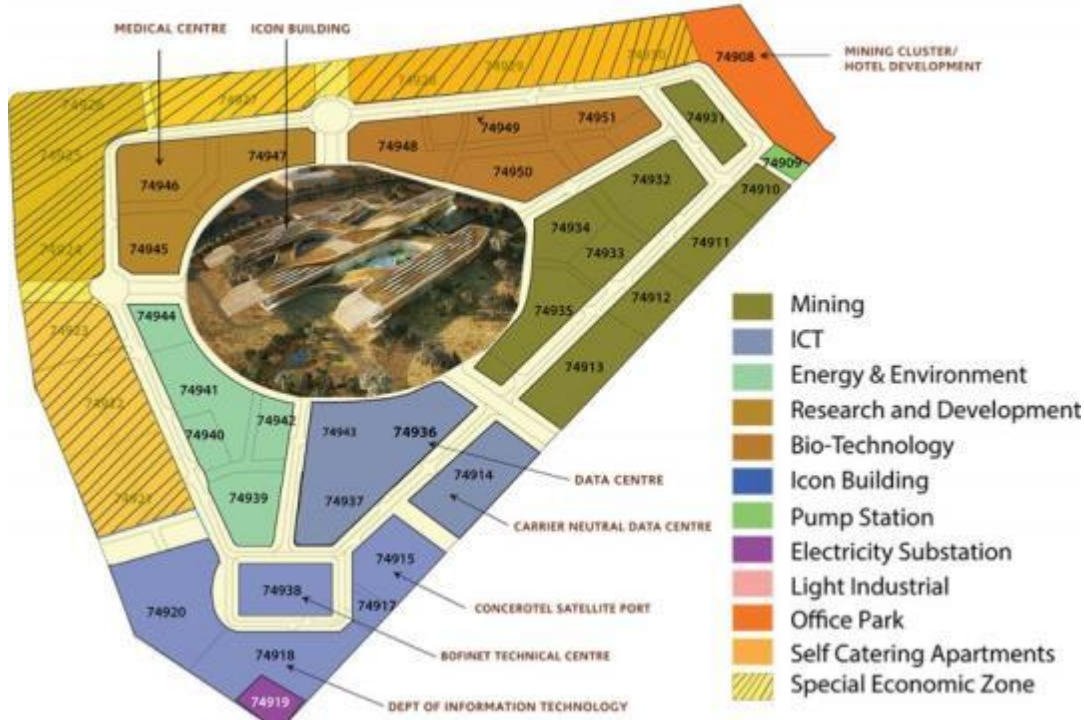 MEDICAL CENTRE
ICON BUILDING
MINING CLUSTER/
HOTEL DEVELOPMENT
74908
74930
74931
74951
74949
74948
74950
74947
74946
74945
74909
74910
74932
74934
74933
74911
74912
74935
74913
74944
74941
74942
74940
74939
74943
74936
74937
74914
74915
74917
74938
74920
74918
74919
DATA CENTRE
CARRIER NEUTRAL DATA CENTRE
CONCEROTEL SATELLITE PORT
BOFINET TECHNICAL CENTRE
DEPT OF INFORMATION TECHNOLOGY
74925
74924
74923
74922
Mining
ICT
Energy & Environment
Research and Development
Bio-Technology
Icon Building
Pump Station
Electricity Substation
Light Industrial
Office Park
Self Catering Apartments
Special Economic Zone